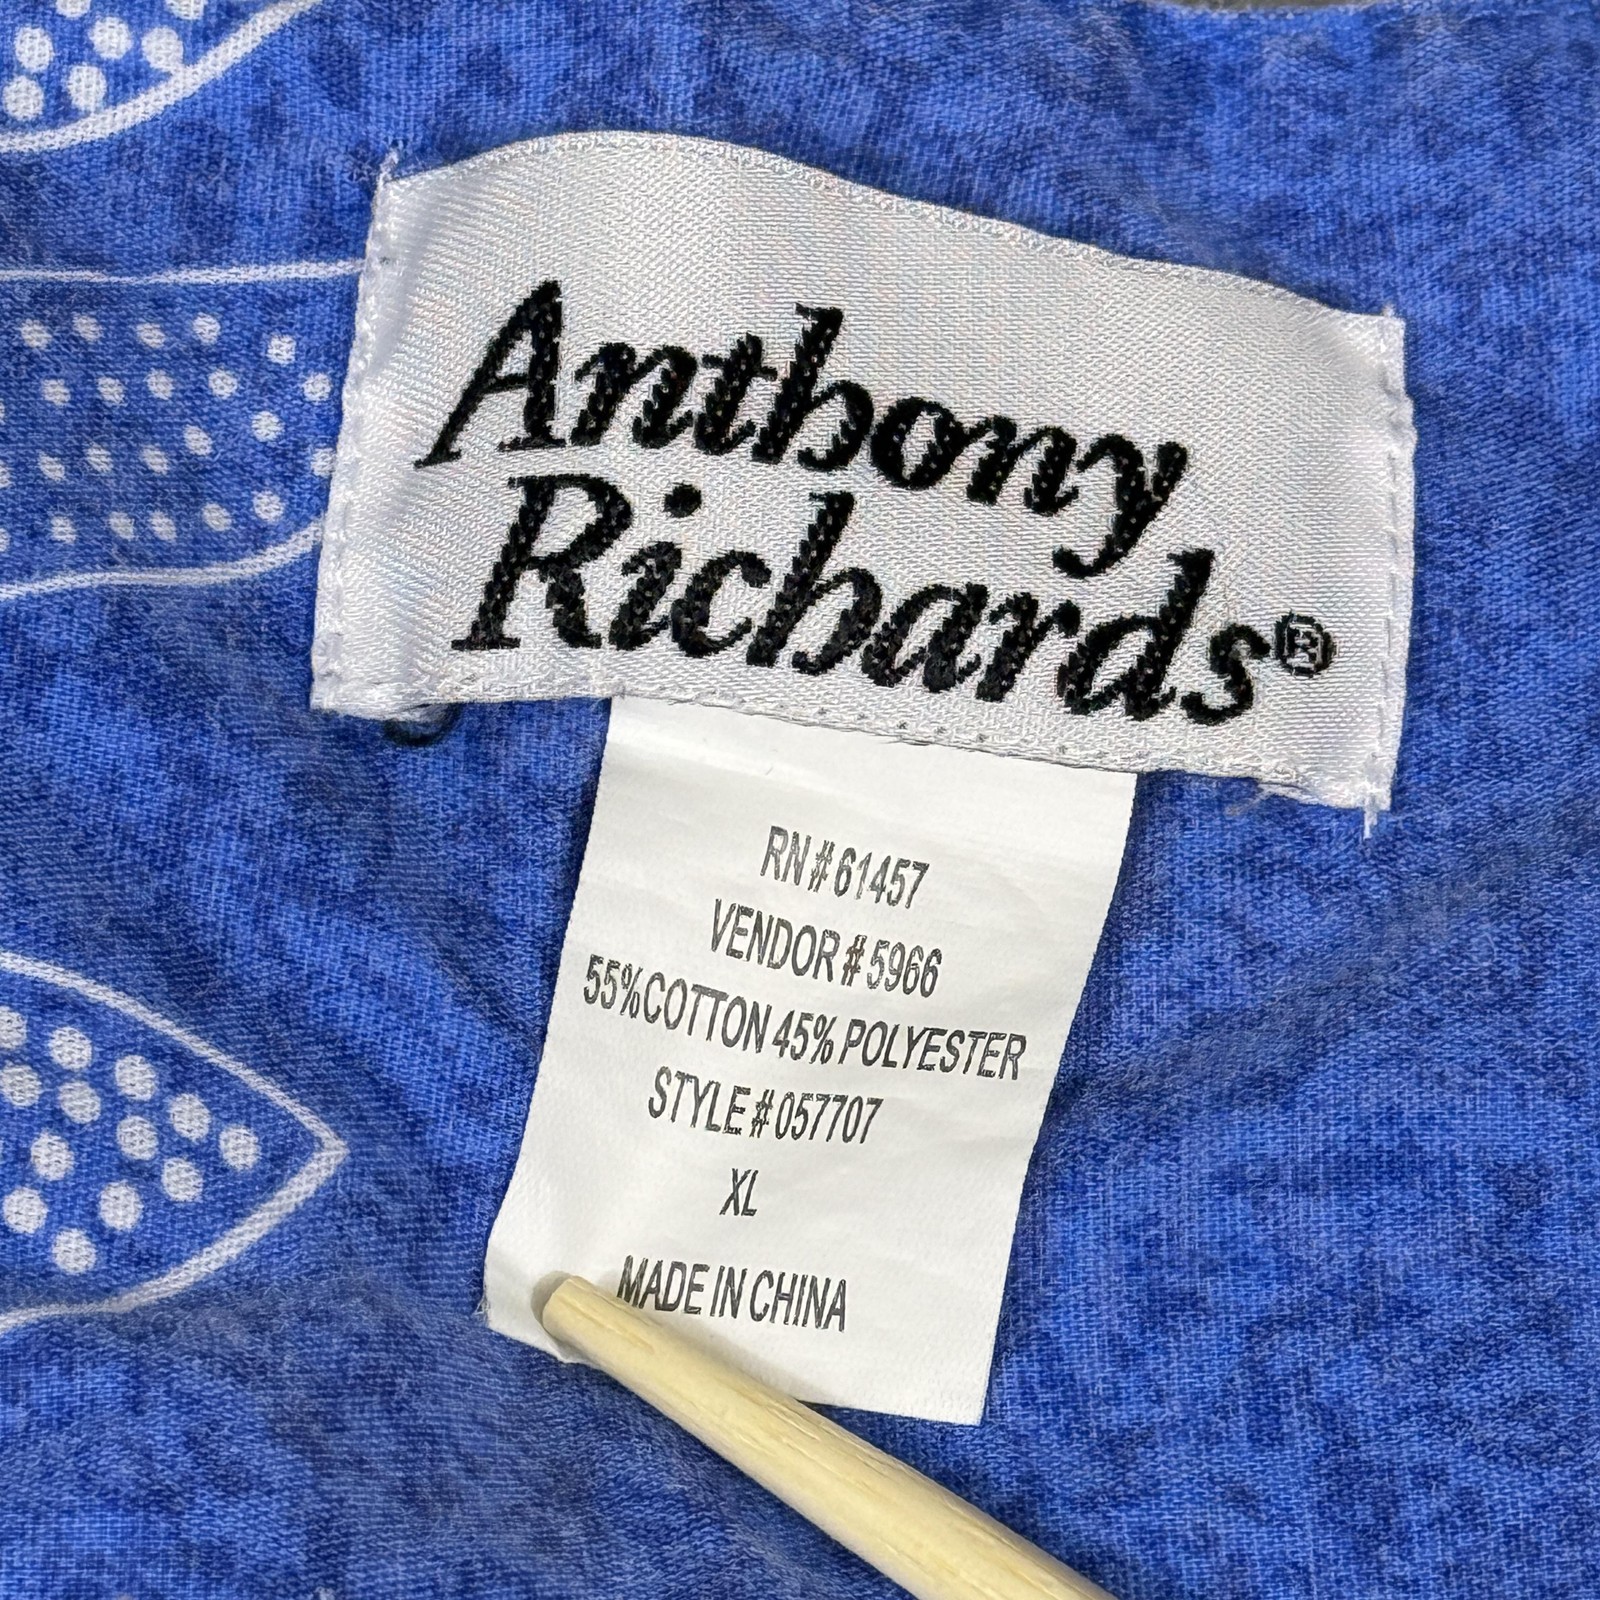 Anthony
Richards®
RN#61457
VENDOR#5966
55%COTTON 45% POLYESTER
STYLE#057707
XL
MADE IN CHINA